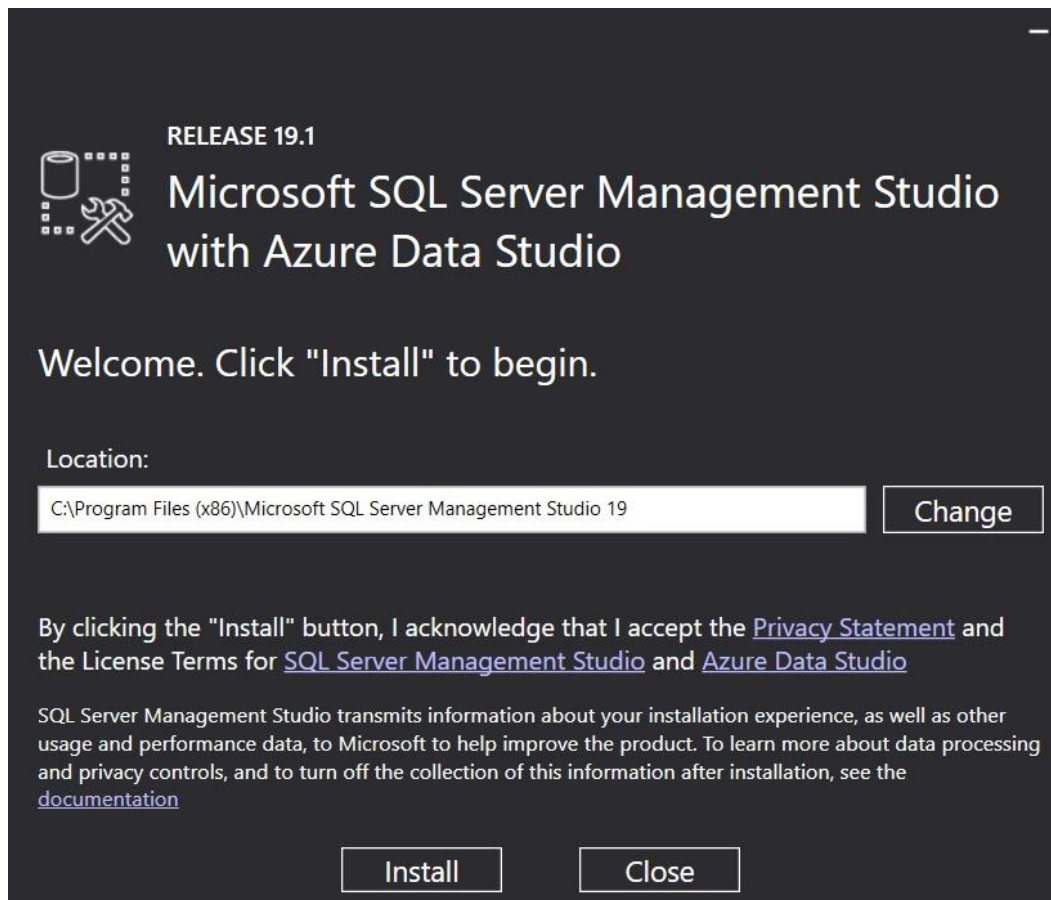 RELEASE 19.1
Microsoft SQL Server Management Studio
with Azure Data Studio
Welcome. Click "Install" to begin.
Location:
C:\Program Files (x86)\Microsoft SQL Server Management Studio 19
Change
By clicking the "Install" button, I acknowledge that I accept the Privacy Statement and
the License Terms for SQL Server Management Studio and Azure Data Studio
SQL Server Management Studio transmits information about your installation experience, as well as other
usage and performance data, to Microsoft to help improve the product. To learn more about data processing
and privacy controls, and to turn off the collection of this information after installation, see the
documentation
Install
Close